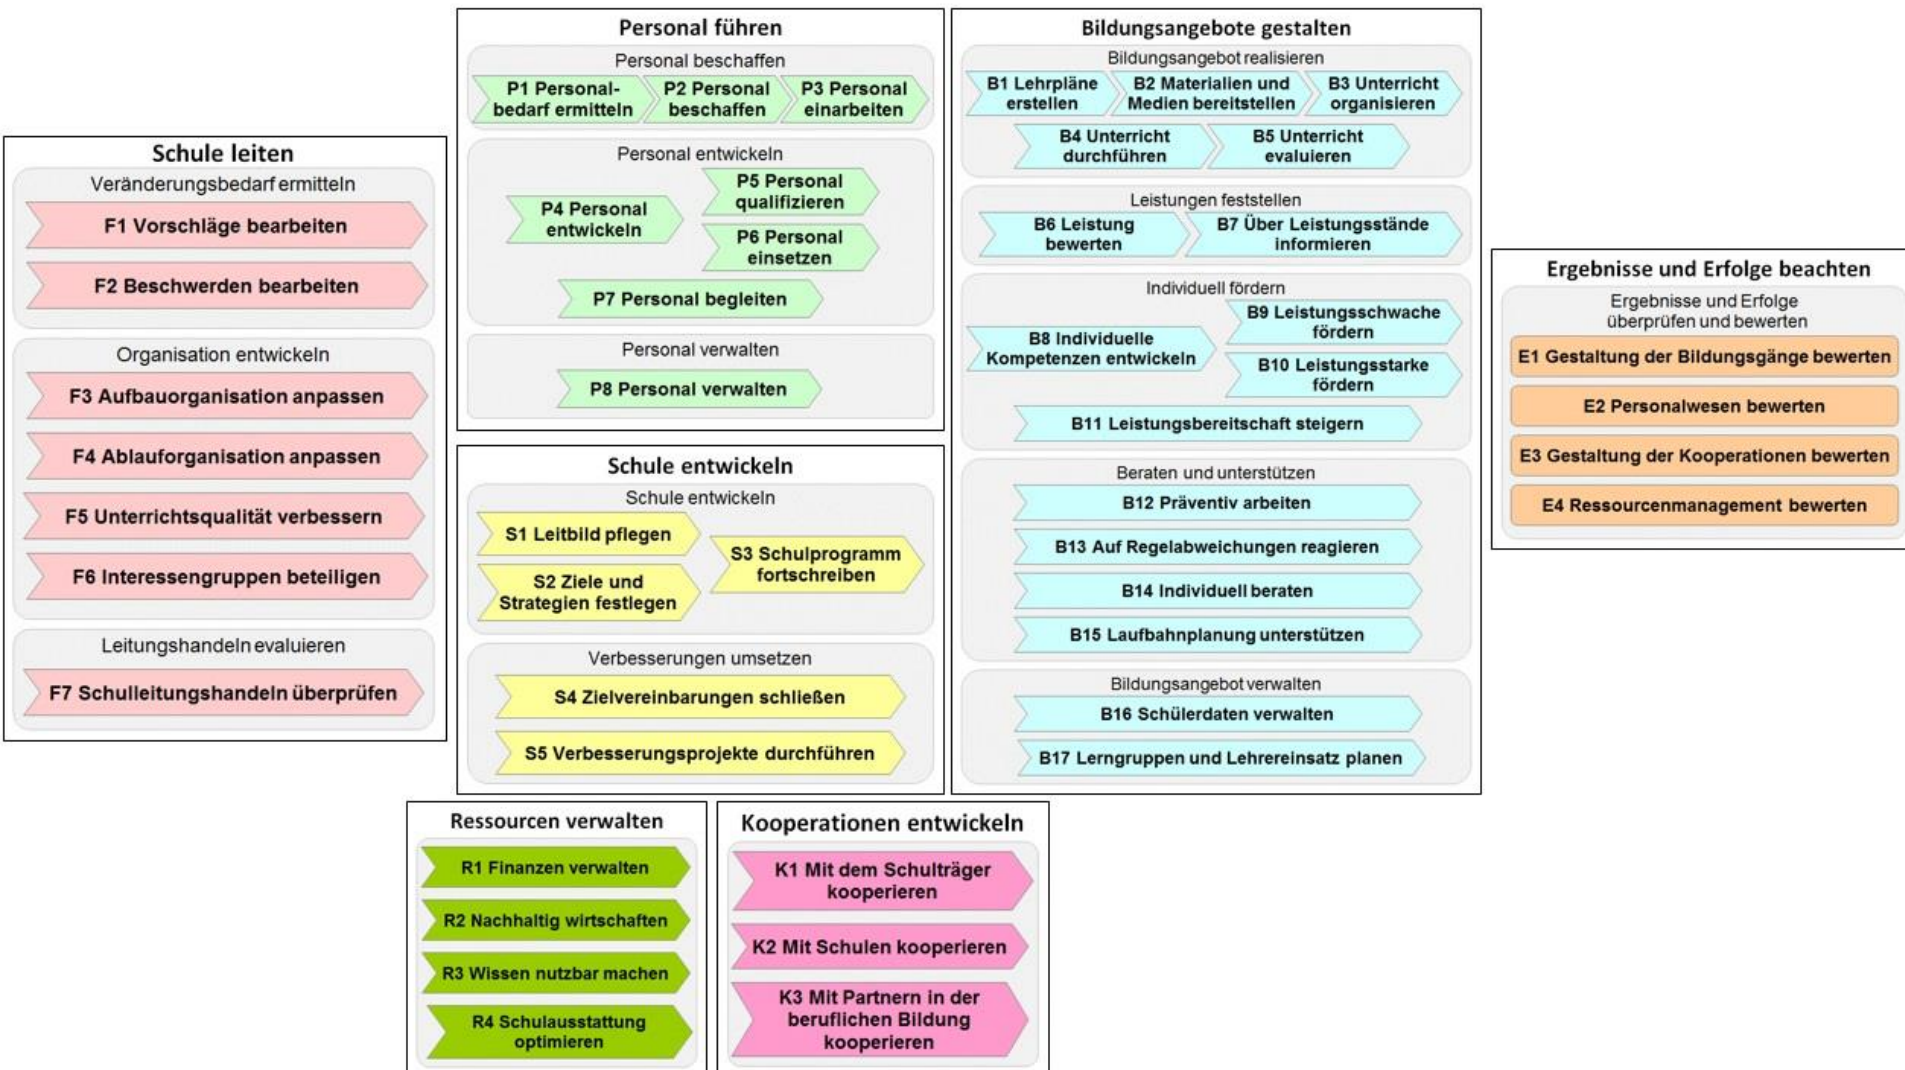 Schule leiten
Veränderungsbedarf ermitteln
F1 Vorschläge bearbeiten
F2 Beschwerden bearbeiten
Organisation entwickeln
F3 Aufbauorganisation anpassen
F4 Ablauforganisation anpassen
F5 Unterrichtsqualität verbessern
F6 Interessengruppen beteiligen
Leitungshandeln evaluieren
F7 Schulleitungshandeln überprüfen
Personal führen
Personal beschaffen
P1 Personal-
bedarf ermitteln
P2 Personal
beschaffen
P3 Personal
einarbeiten
Personal entwickeln
P4 Personal
entwickeln
P5 Personal
qualifizieren
P6 Personal
einsetzen
P7 Personal begleiten
Personal verwalten
P8 Personal verwalten
Schule entwickeln
Schule entwickeln
S1 Leitbild pflegen
S2 Ziele und
Strategien festlegen
S3 Schulprogramm
fortschreiben
Verbesserungen umsetzen
S4 Zielvereinbarungen schließen
S5 Verbesserungsprojekte durchführen
Bildungsangebote gestalten
Bildungsangebot realisieren
B1 Lehrpläne
erstellen
B2 Materialien und
Medien bereitstellen
B3 Unterricht
organisieren
B4 Unterricht
durchführen
B5 Unterricht
evaluieren
Leistungen feststellen
B6 Leistung
bewerten
B7 Über Leistungsstände
informieren
Individuell fördern
B8 Individuelle
Kompetenzen entwickeln
B9 Leistungsschwache
fördern
B10 Leistungsstarke
fördern
B11 Leistungsbereitschaft steigern
Beraten und unterstützen
B12 Präventiv arbeiten
B13 Auf Regelabweichungen reagieren
B14 Individuell beraten
B15 Laufbahnplanung unterstützen
Bildungsangebot verwalten
B16 Schülerdaten verwalten
B17 Lerngruppen und Lehrereinsatz planen
Ergebnisse und Erfolge beachten
Ergebnisse und Erfolge
überprüfen und bewerten
E1 Gestaltung der Bildungsgänge bewerten
E2 Personalwesen bewerten
E3 Gestaltung der Kooperationen bewerten
E4 Ressourcenmanagement bewerten
Ressourcen verwalten
R1 Finanzen verwalten
R2 Nachhaltig wirtschaften
R3 Wissen nutzbar machen
R4 Schulausstattung
optimieren
Kooperationen entwickeln
K1 Mit dem Schulträger
kooperieren
K2 Mit Schulen kooperieren
K3 Mit Partnern in der
beruflichen Bildung
kooperieren